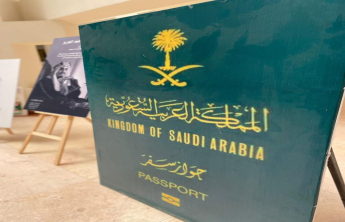 المملكة العربية السعودية
KINGDOM OF SAUDI ARABIA
جواز سفر
PASSPORT